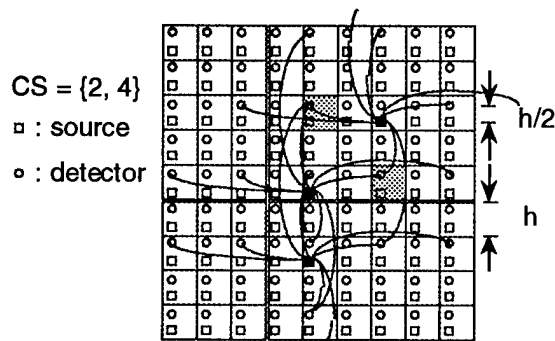 CS = {2, 4}
h/2
: source
: detector
h